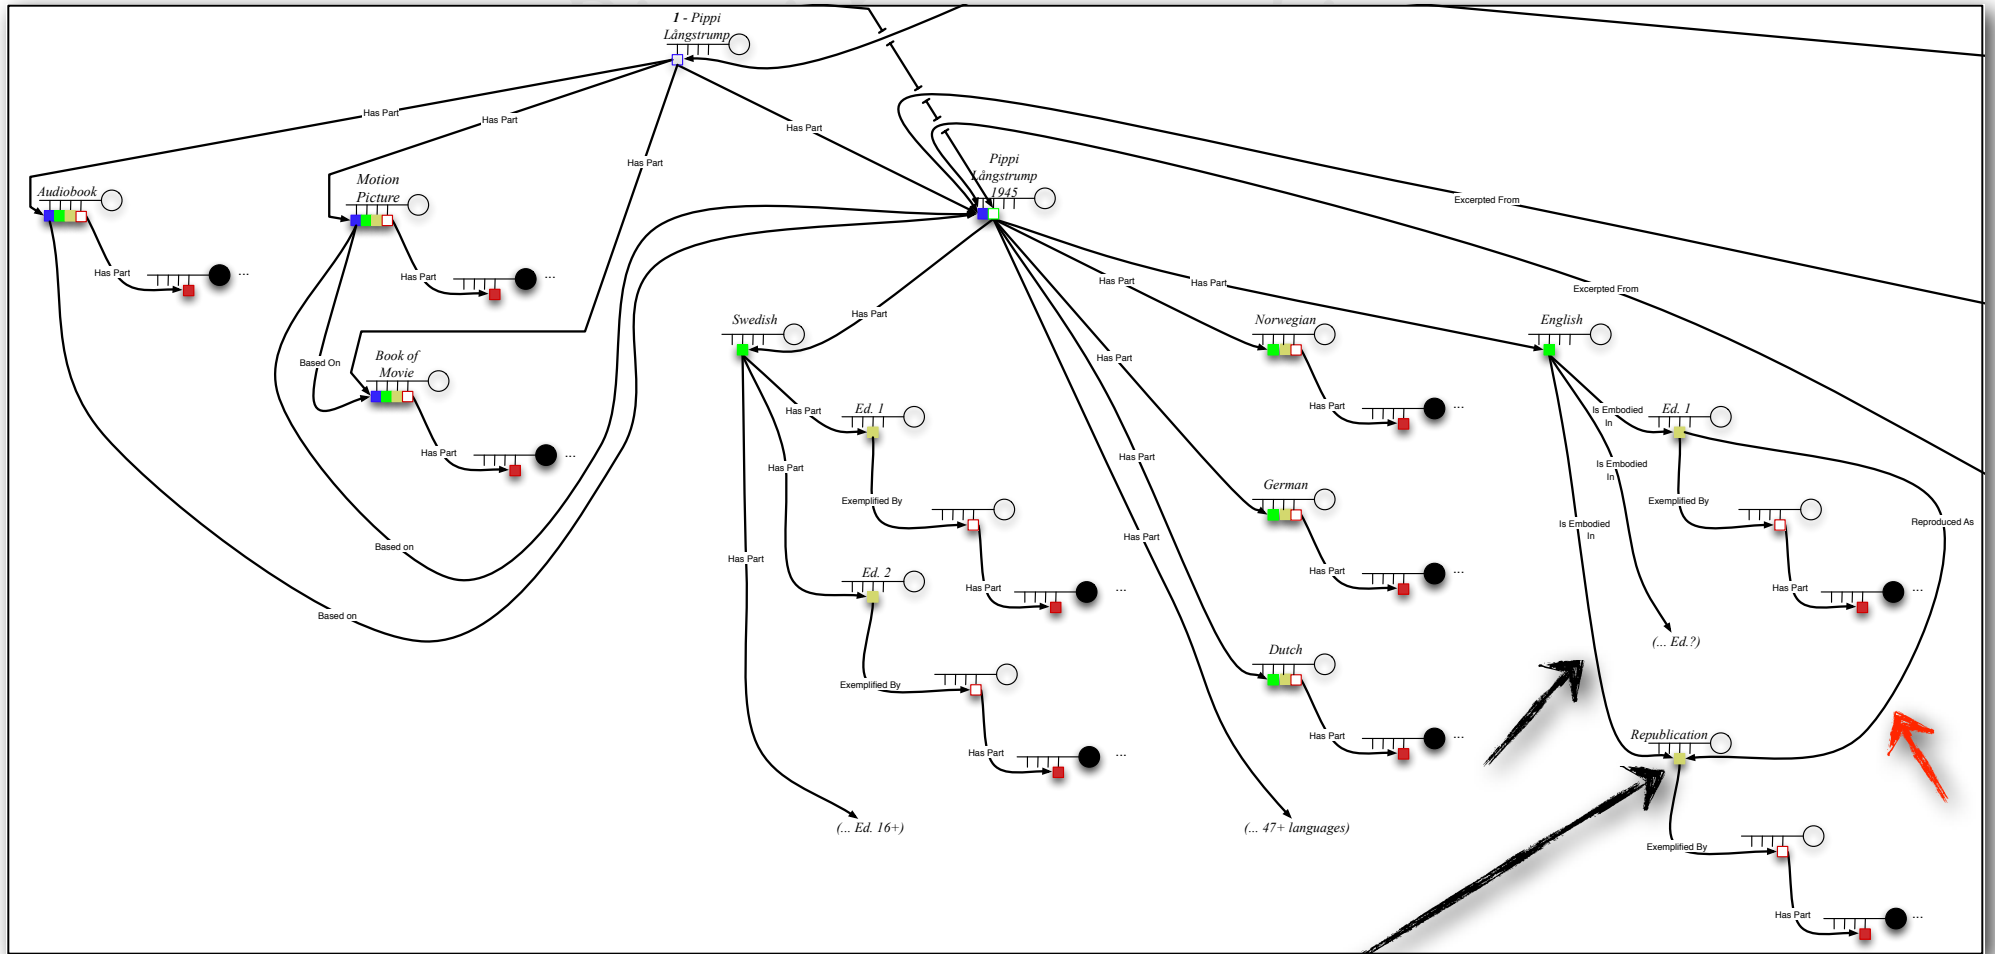 1 - Pippi
Långstrump
Has Part
Has Part
Has Part
Has Part
Pippi
Långstrump
1945
Motion
Picture
Audiobook
Excerpted From
Has Part
Has Part
...
...
Has Part
Has Part
Excerpted From
Has Part
Swedish
Norwegian
English
Book of
Movie
Based On
Has Part
Has Part
Ed. 1
Has Part
...
Is Embodied
In
Ed. 1
Has Part
...
Has Part
Has Part
Is Embodied
In
German
Exemplified By
Exemplified By
Is Embodied
In
Reproduced As
Has Part
Based on
Has Part
Ed. 2
Has Part
...
Has Part
...
Has Part
...
Based on
(... Ed.?)
Dutch
Exemplified By
Has Part
...
Republication
Has Part
...
(... Ed. 16+)
(... 47+ languages)
Exemplified By
Has Part
...